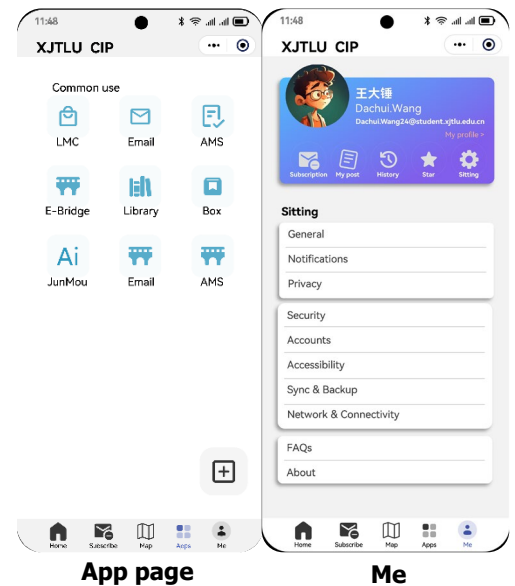 11:48
XJTLU CIP
Common use
LMC Email AMS
E-Bridge Library Box
Ai
JunMou Email AMS
Home Subscribe Map Apps Me
App page
11:48
XJTLU CIP
王大锤
Dachui.Wang
Dachui.Wang24@student.xjtlu.edu.cn
My profile >
Subscription My post History Star Sitting
Sitting
General
Notifications
Privacy
Security
Accounts
Accessibility
Sync & Backup
Network & Connectivity
FAQs
About
Home Subscribe Map Apps Me
Me